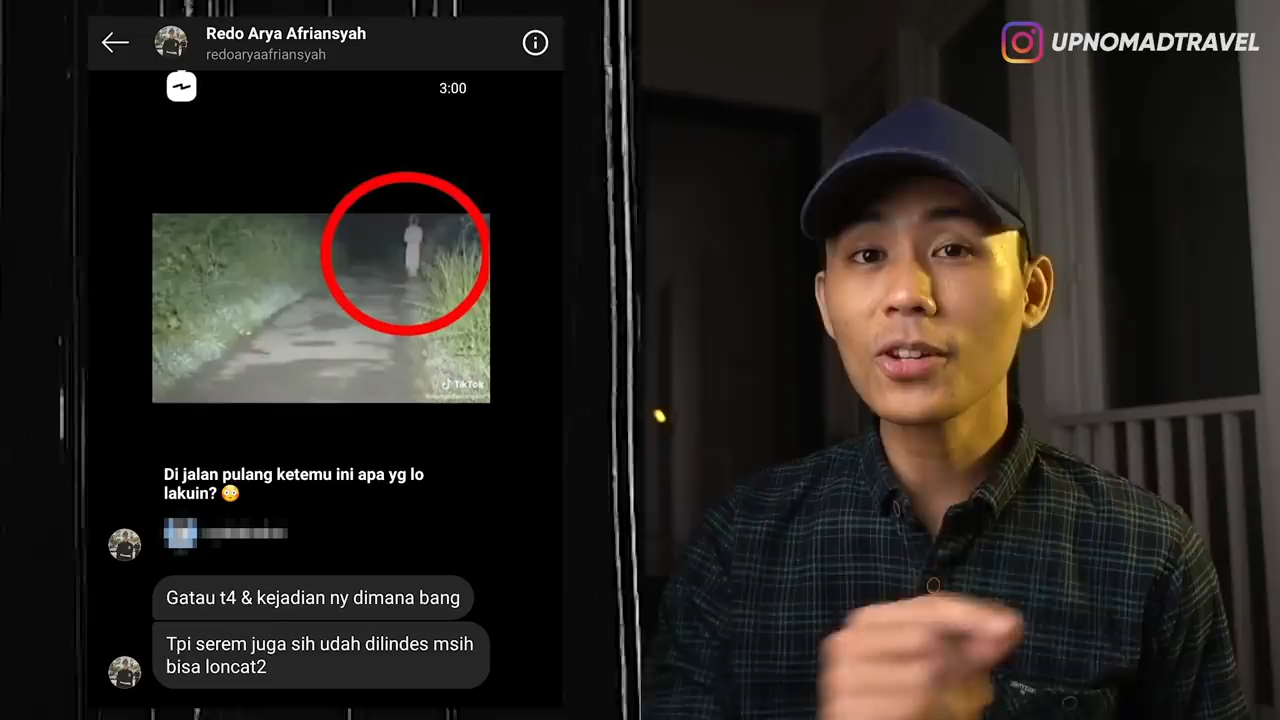 Redo Arya Afriansyah
redoaryaafriansyah
3:00
UPNOMADTRAVEL
TikTok
Di jalan pulang ketemu ini apa yg lo
lakuin? 😳
Gatau t4 & kejadian ny dimana bang
Tpi serem juga sih udah dilindes msih
bisa loncat2